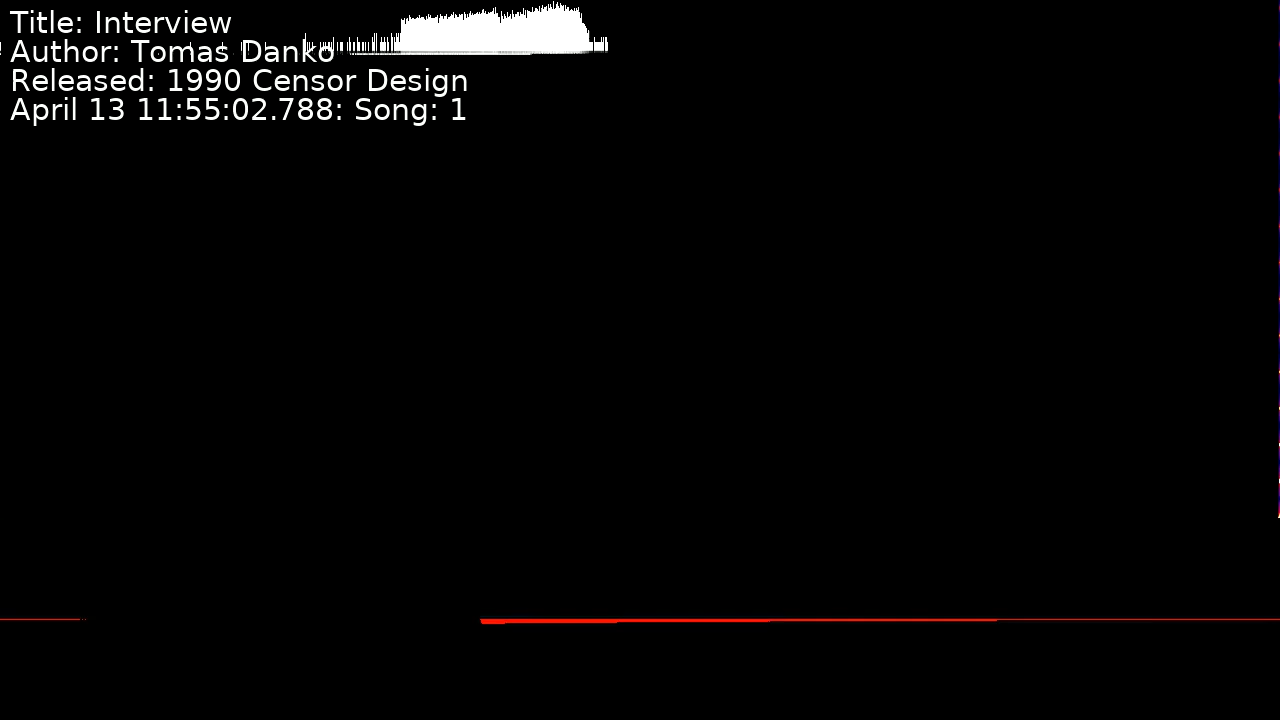 Title: Interview
Author: Tomas Danko
Released: 1990 Censor Design
April 13 11:55:02.788: Song: 1